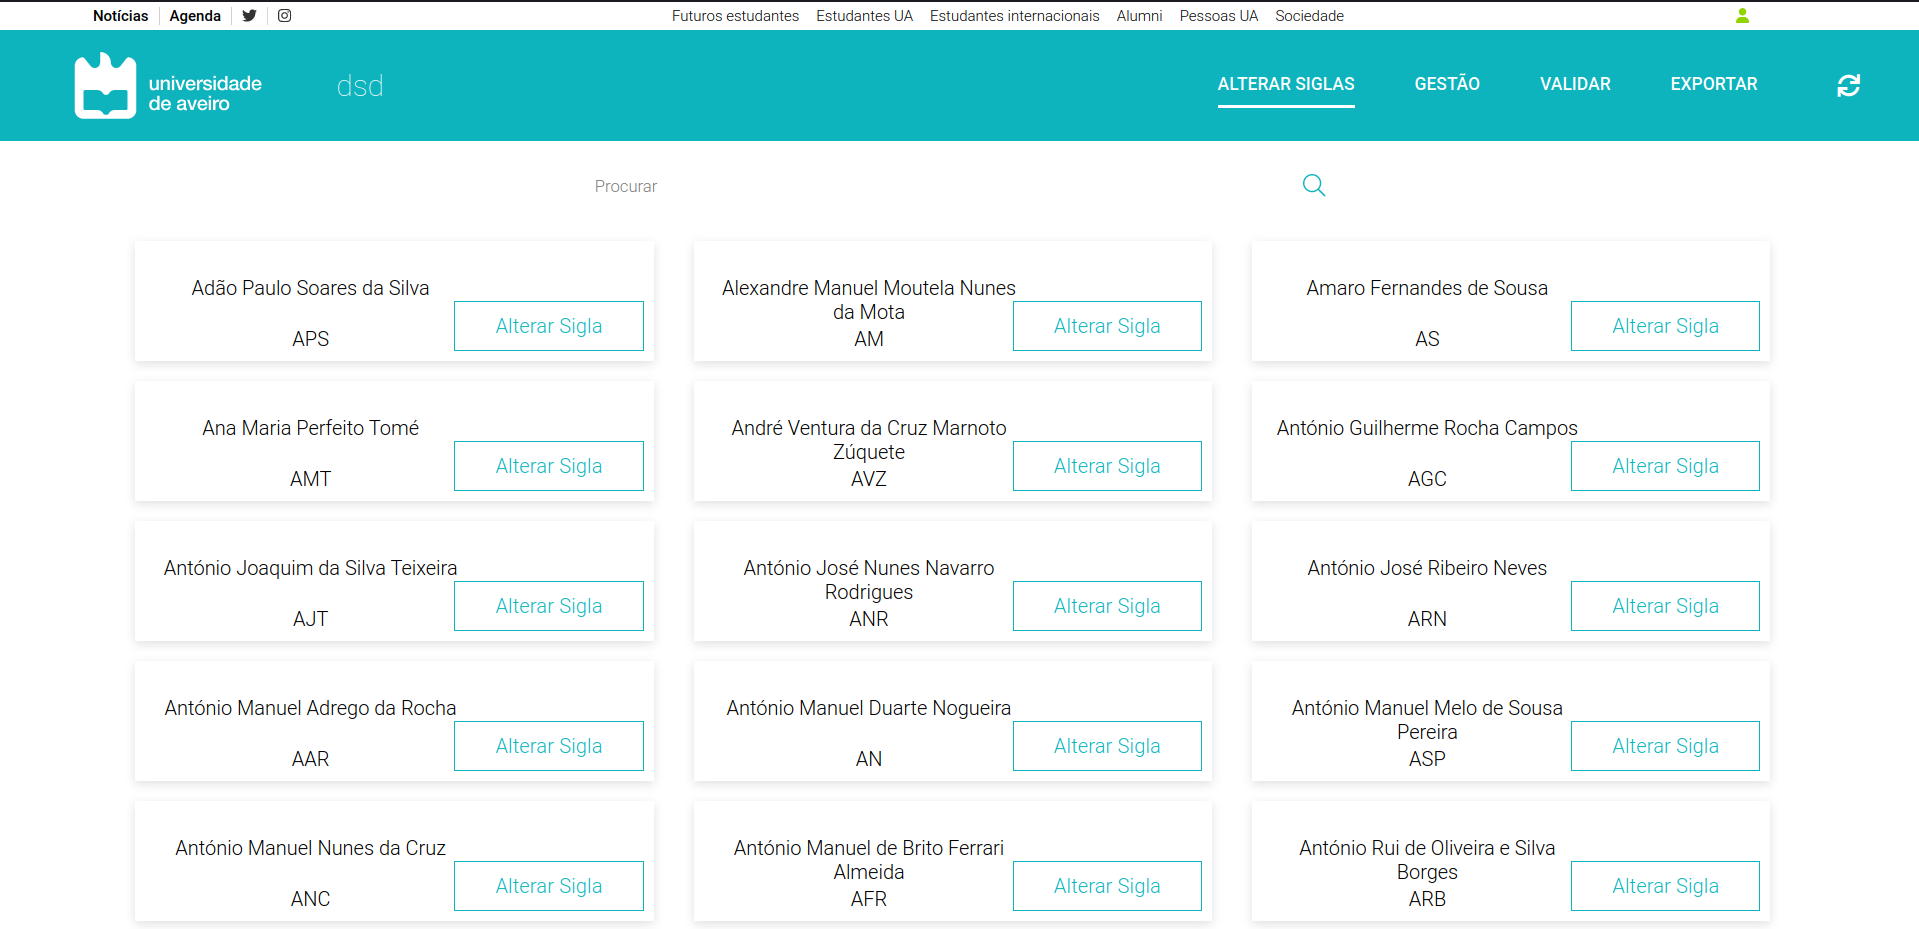 Notícias Agenda Futuros estudantes Estudantes UA Estudantes internacionais Alumni Pessoas UA Sociedade
universidade
de aveiro
dsd ALTERAR SIGLAS GESTÃO VALIDAR EXPORTAR
Procurar
Adão Paulo Soares da Silva
APS
Alterar Sigla
Alexandre Manuel Moutela Nunes
da Mota
AM
Alterar Sigla
Amaro Fernandes de Sousa
AS
Alterar Sigla
Ana Maria Perfeito Tomé
AMT
Alterar Sigla
André Ventura da Cruz Marnoto
Zúquete
AVZ
Alterar Sigla
António Guilherme Rocha Campos
AGC
Alterar Sigla
António Joaquim da Silva Teixeira
AJT
Alterar Sigla
António José Nunes Navarro
Rodrigues
ANR
Alterar Sigla
António José Ribeiro Neves
ARN
Alterar Sigla
António Manuel Adrego da Rocha
AAR
Alterar Sigla
António Manuel Duarte Nogueira
AN
Alterar Sigla
António Manuel Melo de Sousa
Pereira
ASP
Alterar Sigla
António Manuel Nunes da Cruz
ANC
Alterar Sigla
António Manuel de Brito Ferrari
Almeida
AFR
Alterar Sigla
António Rui de Oliveira e Silva
Borges
ARB
Alterar Sigla